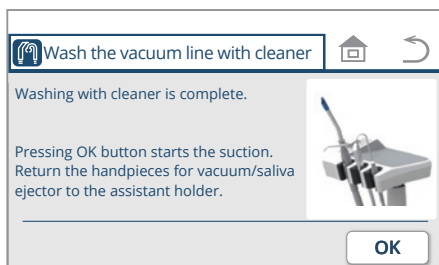 Wash the vacuum line with cleaner
Washing with cleaner is complete.
Pressing OK button starts the suction.
Return the handpieces for vacuum/saliva
ejector to the assistant holder.
OK